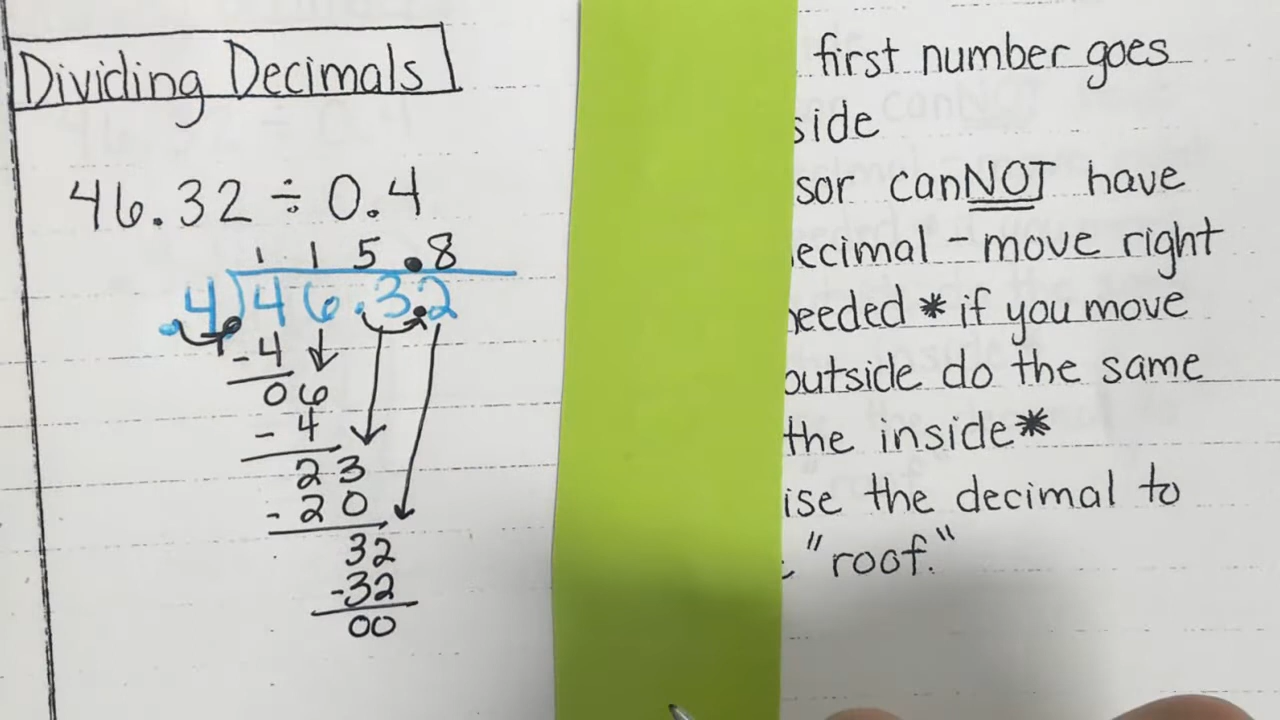 Dividing Decimals
46.32 ÷ 0.4
115.8
.4)46.32
-4
06
-4
23
-20
32
-32
00
first number goes
side
sor canNOT have
ecimal - move right
eeded * if you move
outside do the same
the inside*
ise the decimal to
"roof."